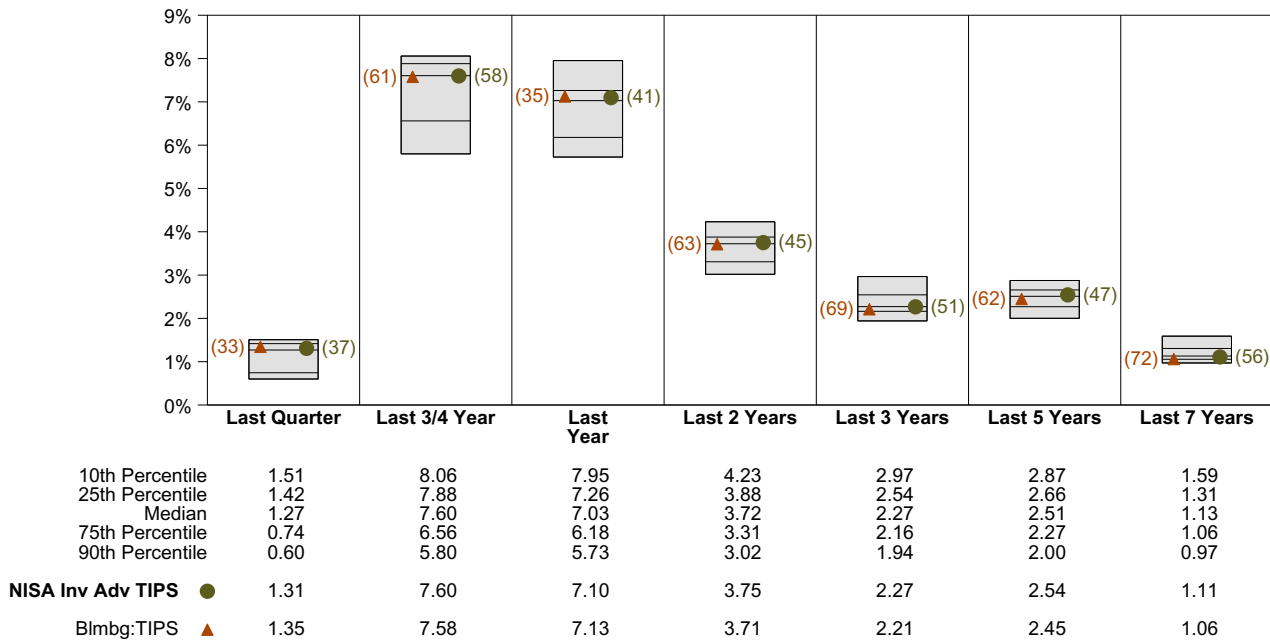 9%
8%
7%
6%
5%
4%
3%
2%
1%
0%
(33) (37)
(61) (58)
(35) (41)
(63) (45)
(69) (51)
(62) (47)
(72) (56)
Last Quarter Last 3/4 Year Last Year Last 2 Years Last 3 Years Last 5 Years Last 7 Years
10th Percentile 1.51 8.06 7.95 4.23 2.97 2.87 1.59
25th Percentile 1.42 7.88 7.26 3.88 2.54 2.66 1.31
Median 1.27 7.60 7.03 3.72 2.27 2.51 1.13
75th Percentile 0.74 6.56 6.18 3.31 2.16 2.27 1.06
90th Percentile 0.60 5.80 5.73 3.02 1.94 2.00 0.97
NISA Inv Adv TIPS 1.31 7.60 7.10 3.75 2.27 2.54 1.11
Blmbg:TIPS 1.35 7.58 7.13 3.71 2.21 2.45 1.06